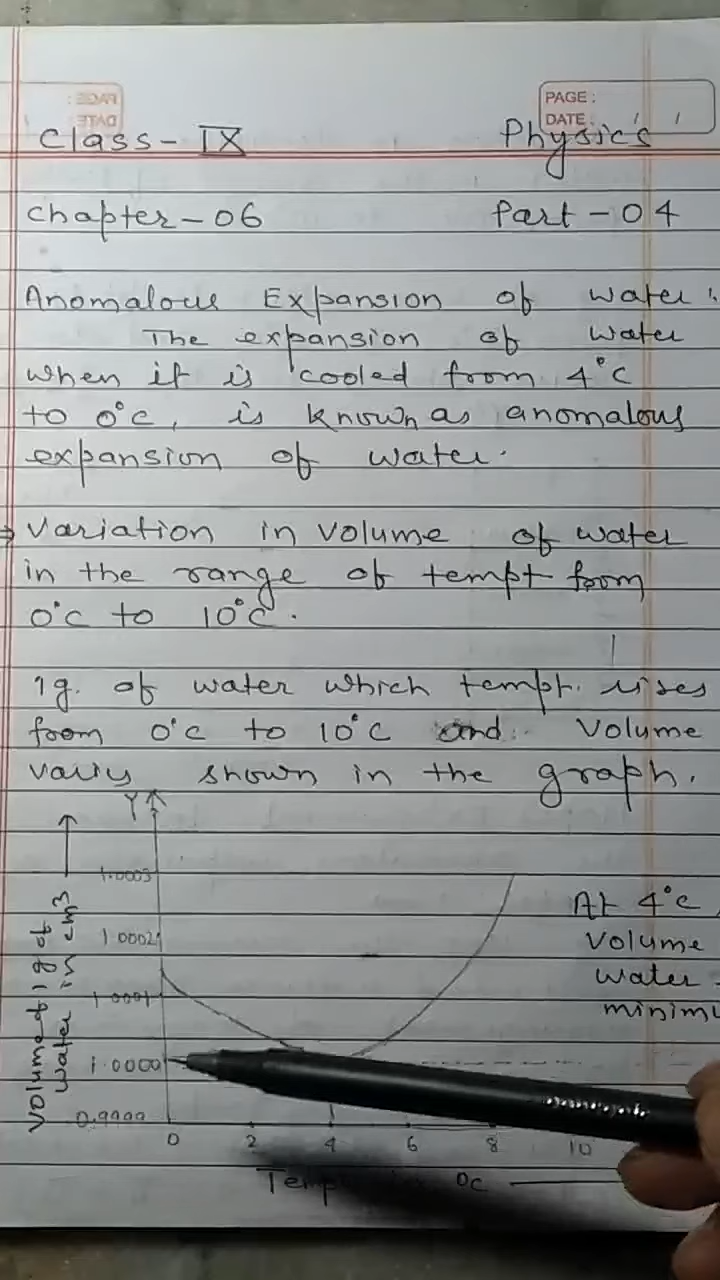 PAGE :
DATE :
Class - IX Physics
Chapter - 06 Part - 04
Anomalous Expansion of water :
The expansion of water
when it is cooled from 4°C
to 0°C, is known as anomalous
expansion of water.
⇒ Variation in volume of water
in the range of tempt from
0°C to 10°C.
1g. of water which tempt. rises
from 0°C to 10°C and volume
varis shown in the graph.
Y
1.0003
1.0002
1.0001
1.0000
0.9999
Volume of 1g of
water in cm3
At 4°C,
Volume
water
minimu
0 2 4 6 8 10
Temp 0c